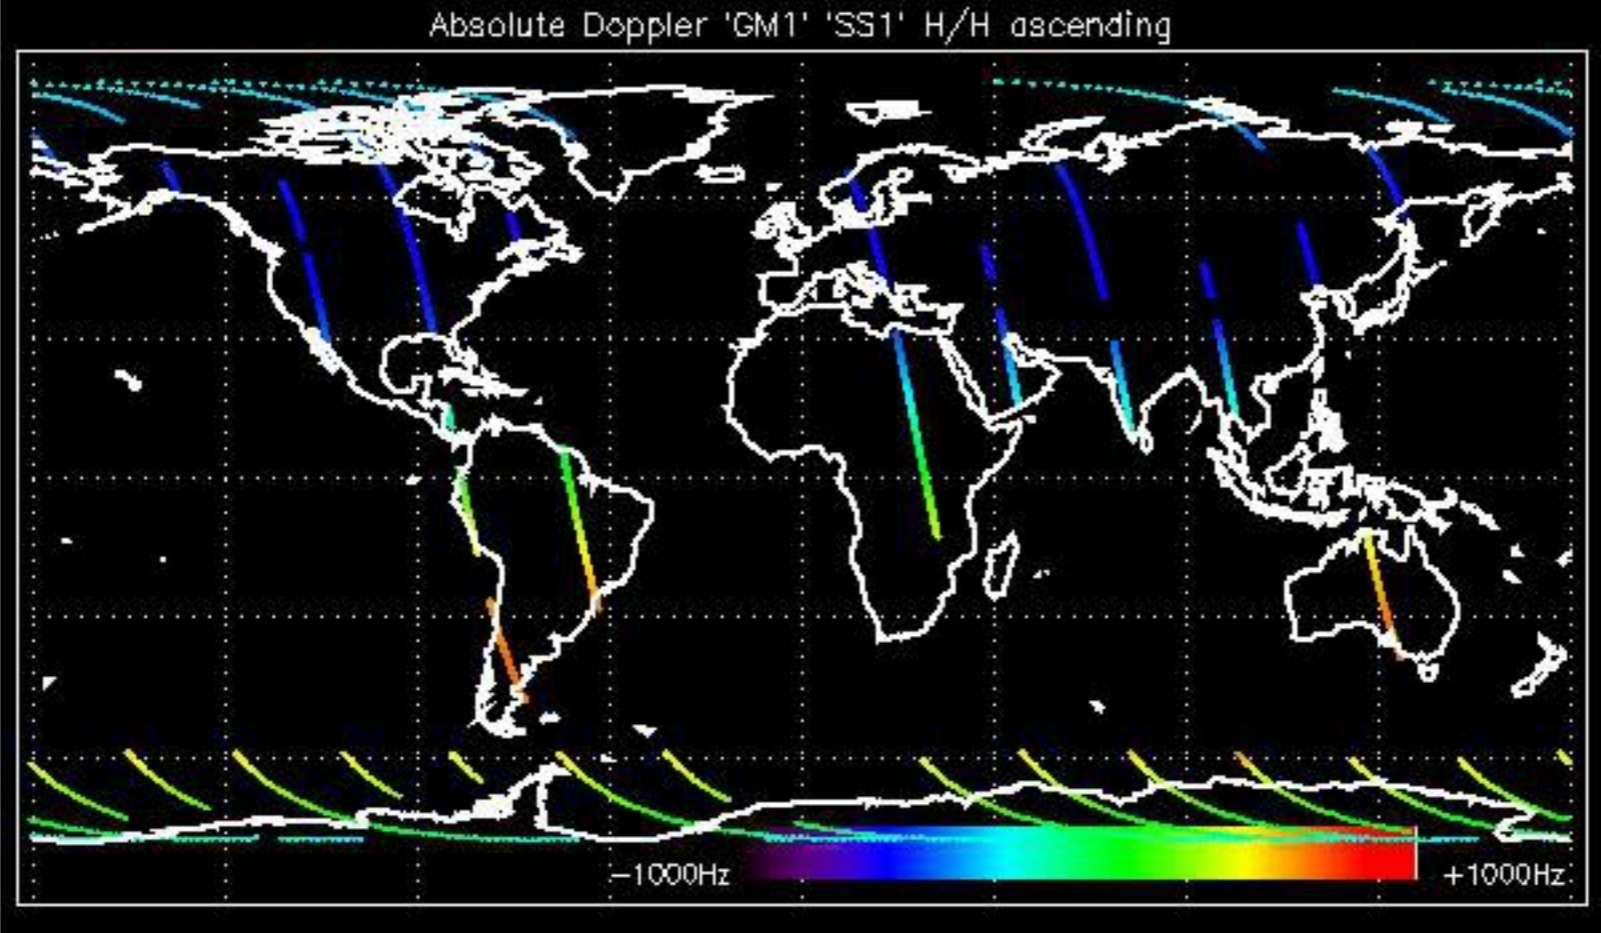 Absolute Doppler 'GM1' 'SS1' H/H ascending
−1000Hz +1000Hz